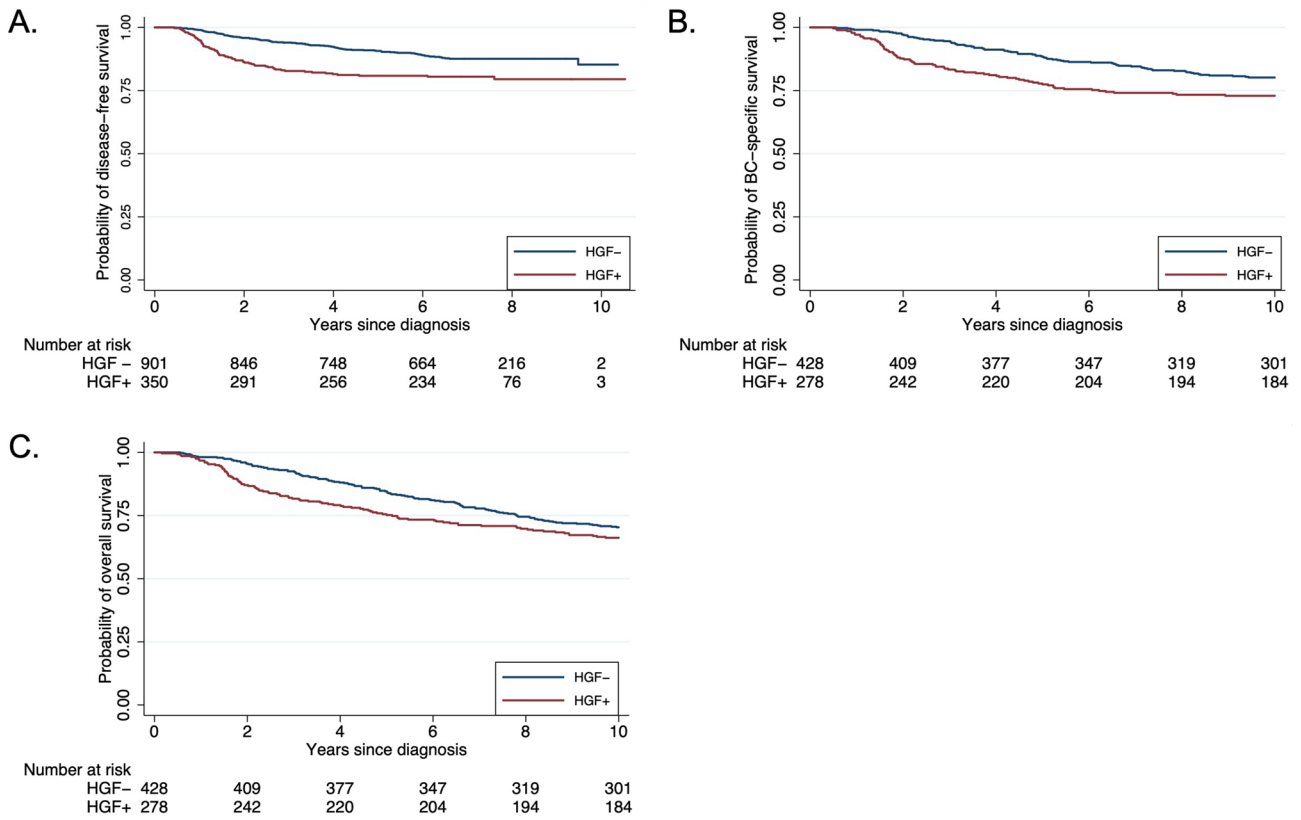 A.
Probability of disease–free survival
1.00
0.75
0.50
0.25
0.00
HGF–
HGF+
0 2 4 6 8 10
Years since diagnosis
Number at risk
HGF – 901 846 748 664 216 2
HGF+ 350 291 256 234 76 3
B.
Probability of BC–specific survival
1.00
0.75
0.50
0.25
0.00
HGF–
HGF+
0 2 4 6 8 10
Years since diagnosis
Number at risk
HGF– 428 409 377 347 319 301
HGF+ 278 242 220 204 194 184
C.
Probability of overall survival
1.00
0.75
0.50
0.25
0.00
HGF–
HGF+
0 2 4 6 8 10
Years since diagnosis
Number at risk
HGF– 428 409 377 347 319 301
HGF+ 278 242 220 204 194 184